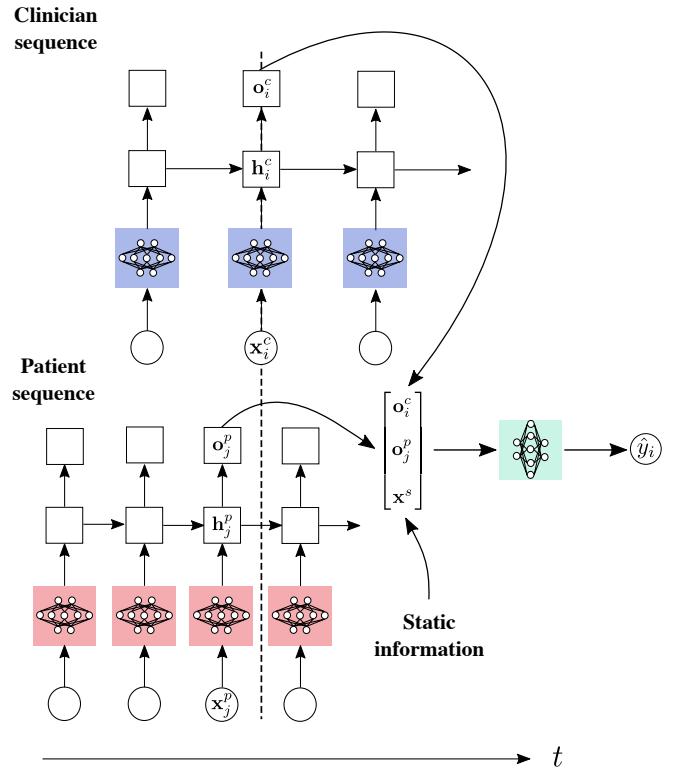 Clinician
sequence
o_i^c
h_i^c
x_i^c
Patient
sequence
o_j^p
h_j^p
x_j^p
o_i^c
o_j^p
x^s
ŷ_i
Static
information
t